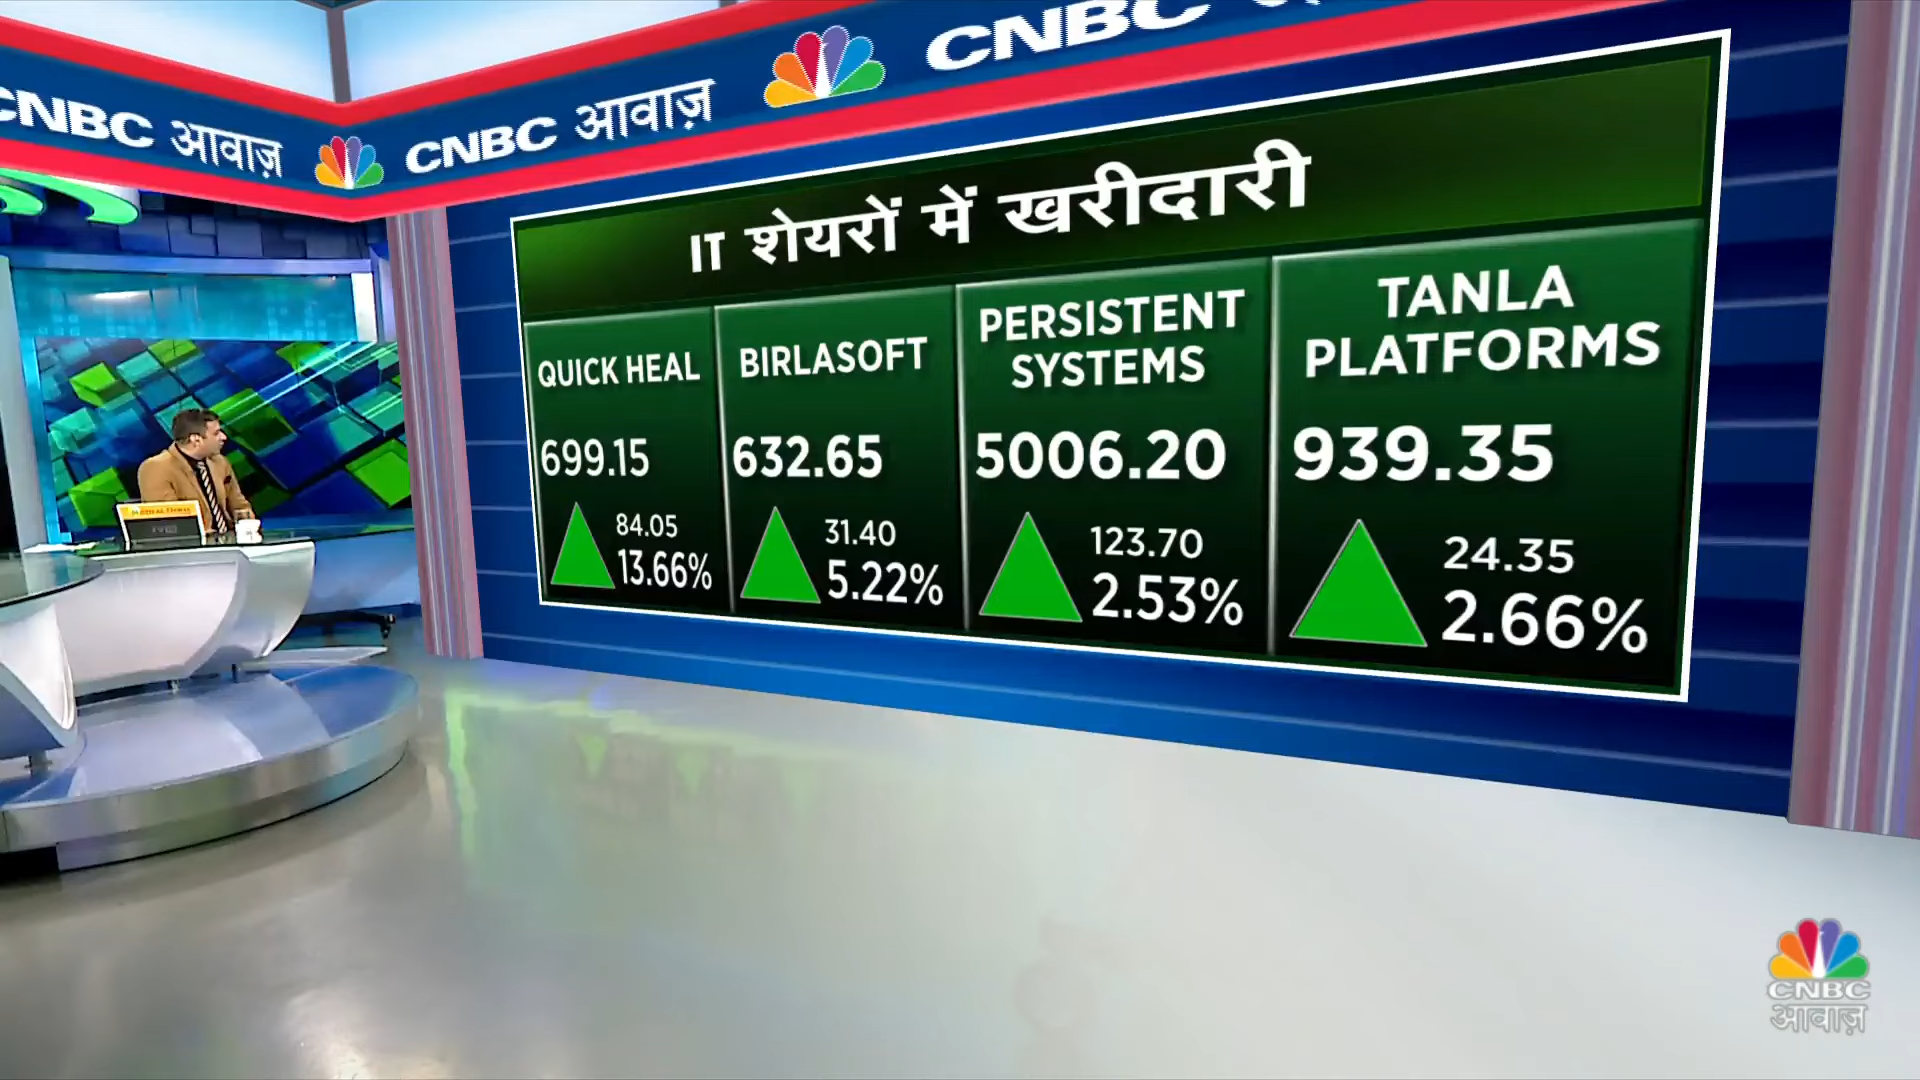 CNBC आवाज़
CNBC आवाज़
CNBC
IT शेयरों में खरीदारी
QUICK HEAL
699.15
84.05
13.66%
BIRLASOFT
632.65
31.40
5.22%
PERSISTENT
SYSTEMS
5006.20
123.70
2.53%
TANLA
PLATFORMS
939.35
24.35
2.66%
CNBC
आवाज़